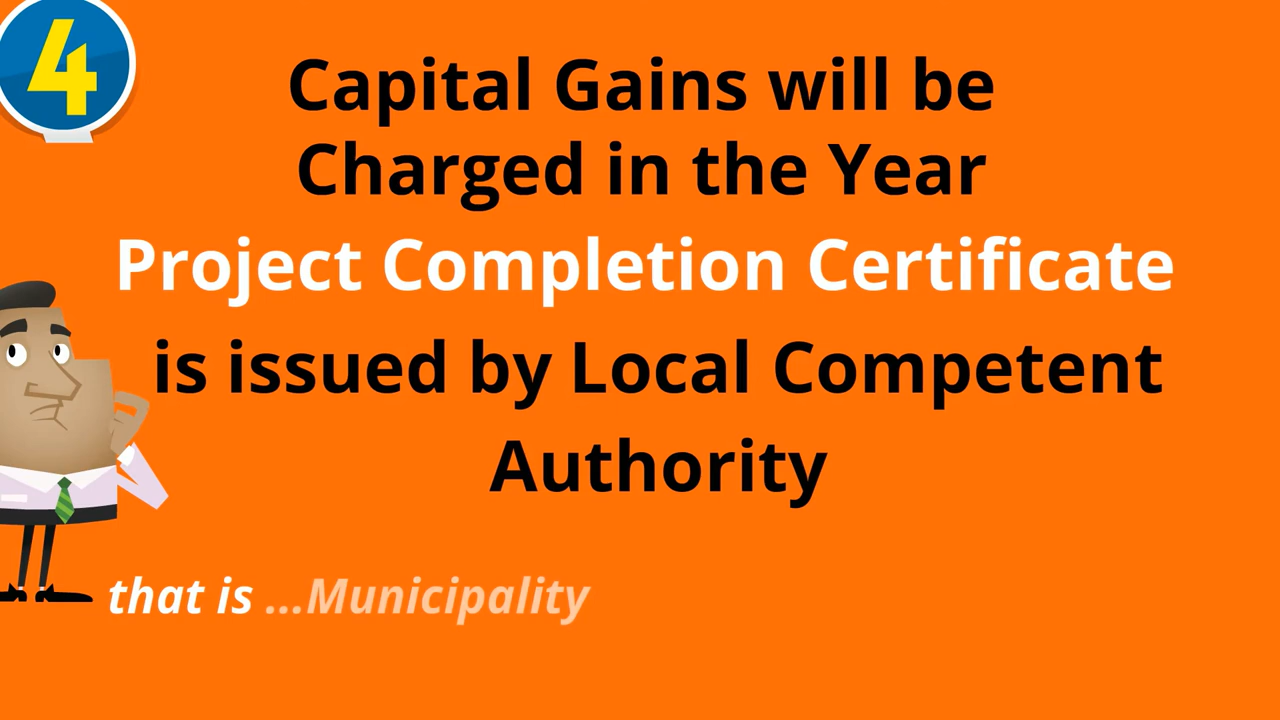 4
Capital Gains will be
Charged in the Year
Project Completion Certificate
is issued by Local Competent
Authority
that is ...Municipality